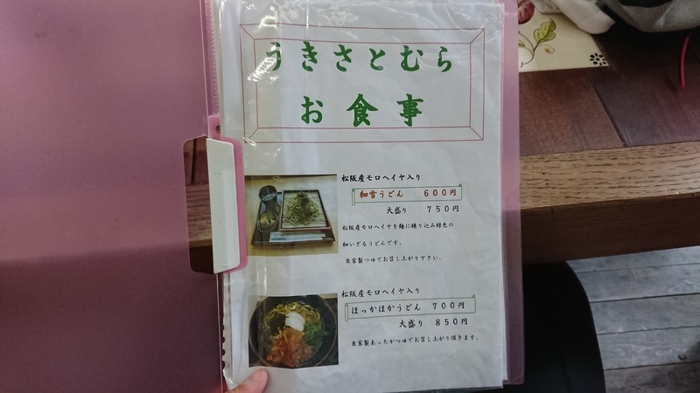 うきさとむら
お食事
松阪産モロヘイヤ入り
和雪うどん　600円
大盛り　750円
松阪産モロヘイヤを麺に練り込み緑色の
細いざるうどんです。
自家製つゆでお召し上がり下さい。
松阪産モロヘイヤ入り
ほっかほかうどん　700円
大盛り　850円
自家製あったかつゆでお召し上がり頂きます。